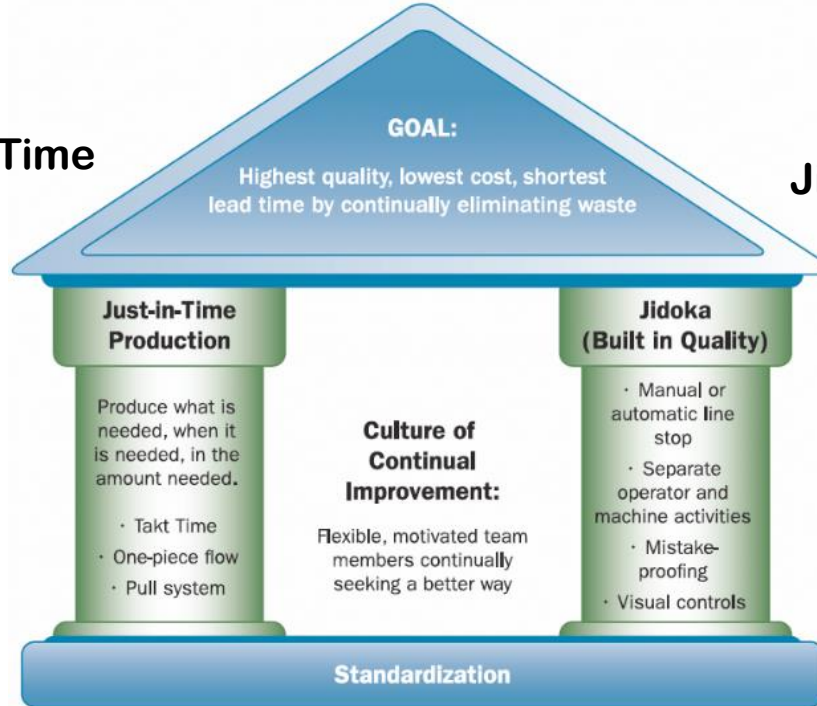 GOAL:
Highest quality, lowest cost, shortest
lead time by continually eliminating waste
Time
J
Just-in-Time
Production
Produce what is
needed, when it
is needed, in the
amount needed.
· Takt Time
· One-piece flow
· Pull system
Culture of
Continual
Improvement:
Flexible, motivated team
members continually
seeking a better way
Jidoka
(Built in Quality)
· Manual or
automatic line
stop
· Separate
operator and
machine activities
· Mistake-
proofing
· Visual controls
Standardization